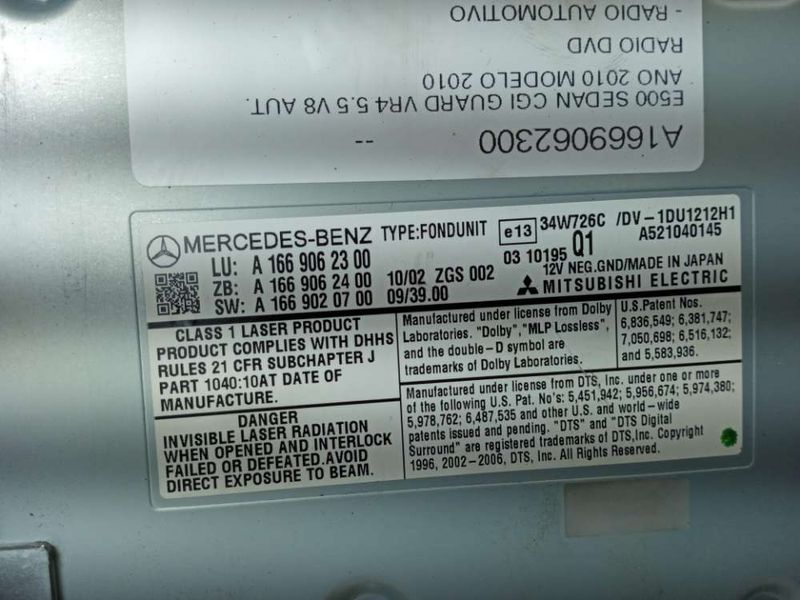 A1669062300 --
E500 SEDAN CGI GUARD VR4 5.5 V8 AUT.
ANO 2010 MODELO 2010
RADIO DVD
- RADIO AUTOMOTIVO
MERCEDES-BENZ TYPE:FONDUNIT e13 34W726C /DV-1DU1212H1
03 10195 Q1 A521040145
LU: A 166 906 23 00
ZB: A 166 906 24 00 10/02 ZGS 002 12V NEG.GND/MADE IN JAPAN
SW: A 166 902 07 00 09/39.00 MITSUBISHI ELECTRIC
CLASS 1 LASER PRODUCT
PRODUCT COMPLIES WITH DHHS
RULES 21 CFR SUBCHAPTER J
PART 1040:10AT DATE OF
MANUFACTURE.
DANGER
INVISIBLE LASER RADIATION
WHEN OPENED AND INTERLOCK
FAILED OR DEFEATED.AVOID
DIRECT EXPOSURE TO BEAM.
Manufactured under license from Dolby
Laboratories. "Dolby","MLP Lossless",
and the double-D symbol are
trademarks of Dolby Laboratories.
U.S.Patent Nos.
6,836,549; 6,381,747;
7,050,698; 6,516,132;
and 5,583,936.
Manufactured under license from DTS, Inc. under one or more
of the following U.S. Pat. No's: 5,451,942; 5,956,674; 5,974,380;
5,978,762; 6,487,535 and other U.S. and world-wide
patents issued and pending. "DTS" and "DTS Digital
Surround" are registered trademarks of DTS,Inc. Copyright
1996, 2002-2006, DTS, Inc. All Rights Reserved.